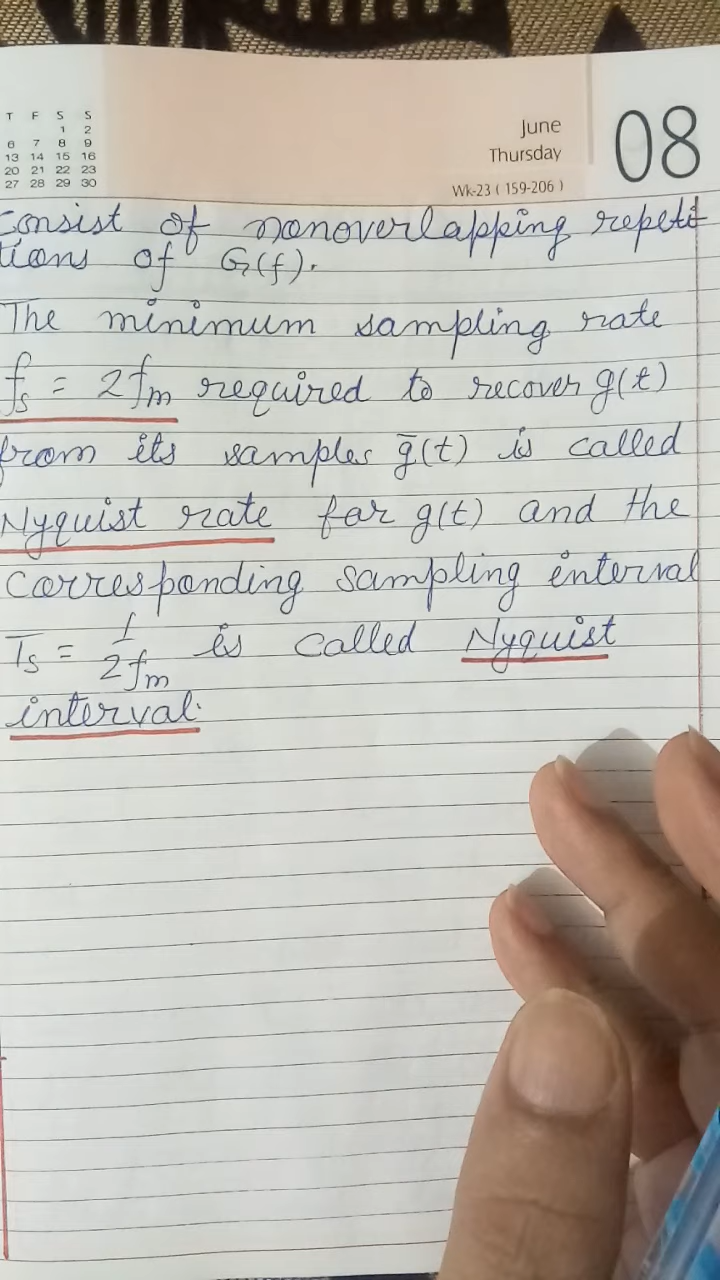 T F S S
1 2
6 7 8 9
13 14 15 16
20 21 22 23
27 28 29 30
June
Thursday
Wk-23 ( 159-206 )
08
consist of nonoverlapping repeti
tions of G(f).
The minimum sampling rate
fs = 2fm required to recover g(t)
from its samples g̅(t) is called
Nyquist rate for g(t) and the
corresponding sampling interval
Ts = 1/2fm is called Nyquist
interval.